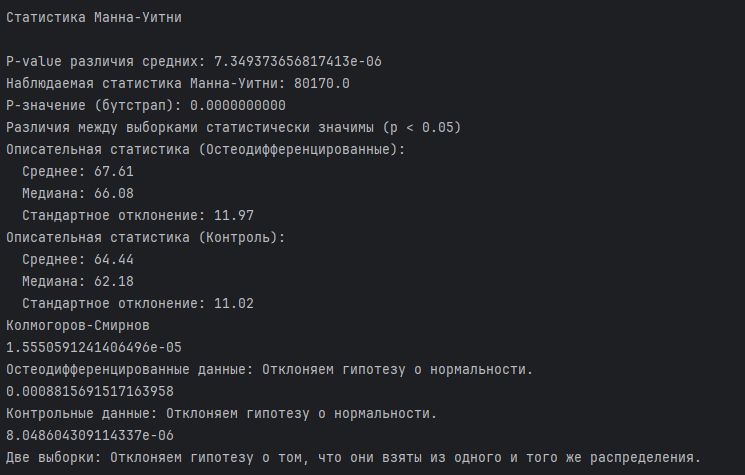 Статистика Манна-Уитни
P-value различия средних: 7.349373656817413e-06
Наблюдаемая статистика Манна-Уитни: 80170.0
P-значение (бутстрап): 0.0000000000
Различия между выборками статистически значимы (p < 0.05)
Описательная статистика (Остеодифференцированные):
Среднее: 67.61
Медиана: 66.08
Стандартное отклонение: 11.97
Описательная статистика (Контроль):
Среднее: 64.44
Медиана: 62.18
Стандартное отклонение: 11.02
Колмогоров-Смирнов
1.5550591241406496e-05
Остеодифференцированные данные: Отклоняем гипотезу о нормальности.
0.0008815691517163958
Контрольные данные: Отклоняем гипотезу о нормальности.
8.048604309114337e-06
Две выборки: Отклоняем гипотезу о том, что они взяты из одного и того же распределения.